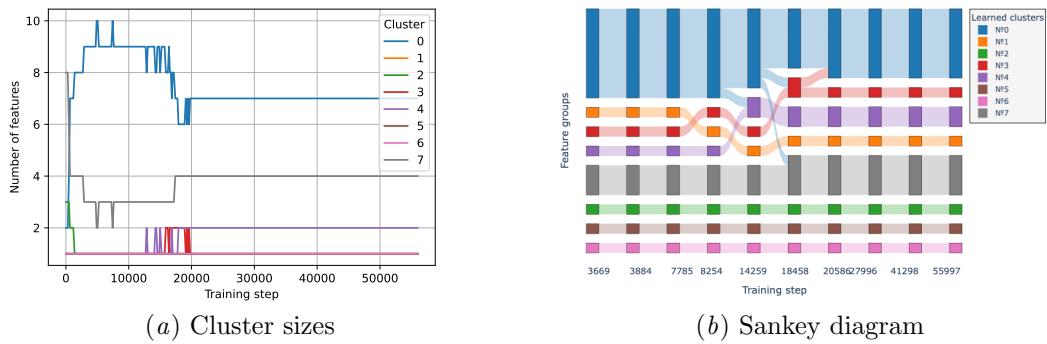 10
8
6
4
2
Number of features
Cluster
0
1
2
3
4
5
6
7
0 10000 20000 30000 40000 50000
Training step
(a) Cluster sizes
Feature groups
Learned clusters
№0
№1
№2
№3
№4
№5
№6
№7
3669 3884 7785 8254 14259 18458 20586 27996 41298 55997
Training step
(b) Sankey diagram